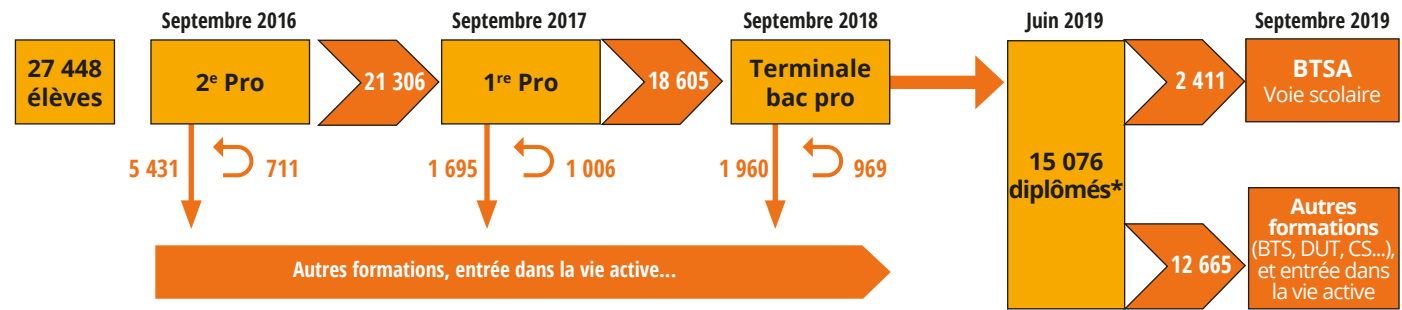 Septembre 2016
Septembre 2017
Septembre 2018
Juin 2019
Septembre 2019
27 448
élèves
2e Pro
21 306
1re Pro
18 605
Terminale
bac pro
2 411
BTSA
Voie scolaire
5 431
711
1 695
1 006
1 960
969
15 076
diplômés*
Autres
formations
(BTS, DUT, CS...),
et entrée dans
la vie active
12 665
Autres formations, entrée dans la vie active...